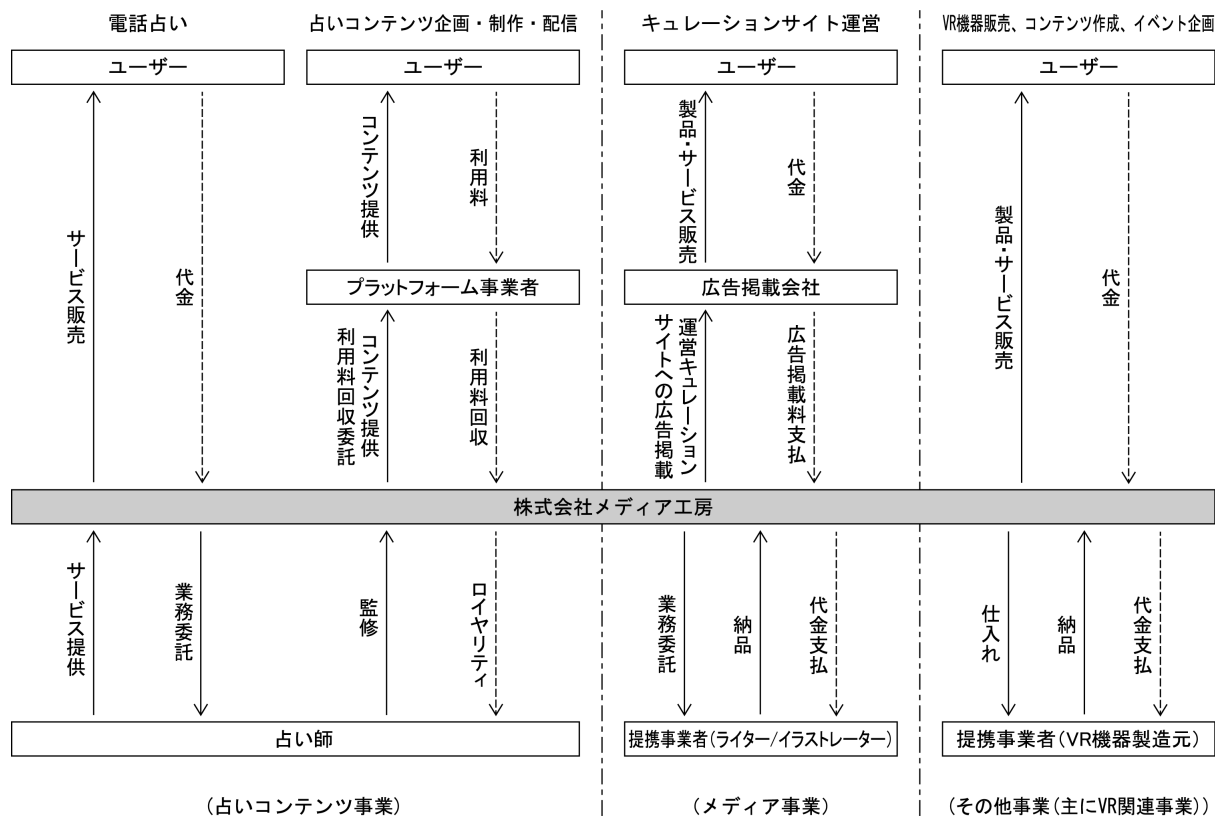 電話占い
占いコンテンツ企画・制作・配信
キュレーションサイト運営
VR機器販売、コンテンツ作成、イベント企画
ユーザー
ユーザー
ユーザー
ユーザー
サービス販売
代金
コンテンツ提供
利用料
製品・サービス販売
代金
製品・サービス販売
代金
プラットフォーム事業者
広告掲載会社
コンテンツ提供
利用料回収委託
利用料回収
運営キュレーション
サイトへの広告掲載
広告掲載料支払
株式会社メディア工房
サービス提供
業務委託
監修
ロイヤリティ
業務委託
納品
代金支払
仕入れ
納品
代金支払
占い師
提携事業者(ライター/イラストレーター)
提携事業者(VR機器製造元)
(占いコンテンツ事業)
(メディア事業)
(その他事業(主にVR関連事業))